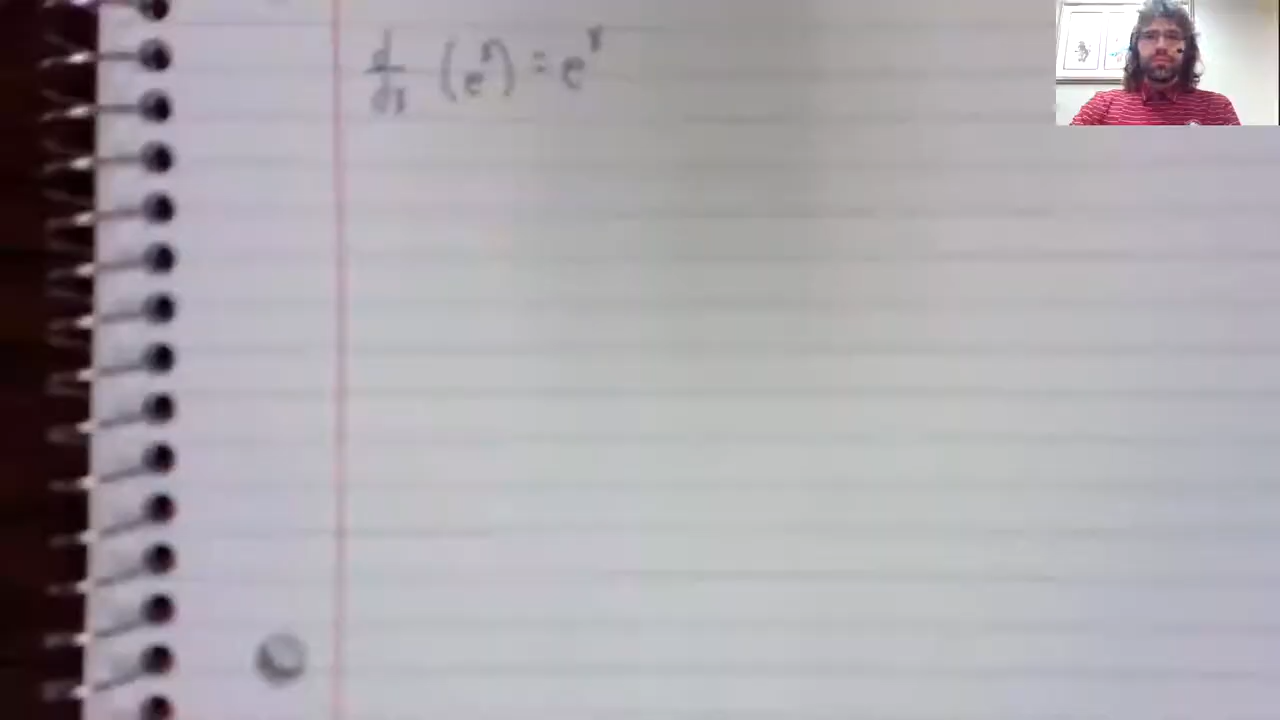 d/dx (e^x) = e^x